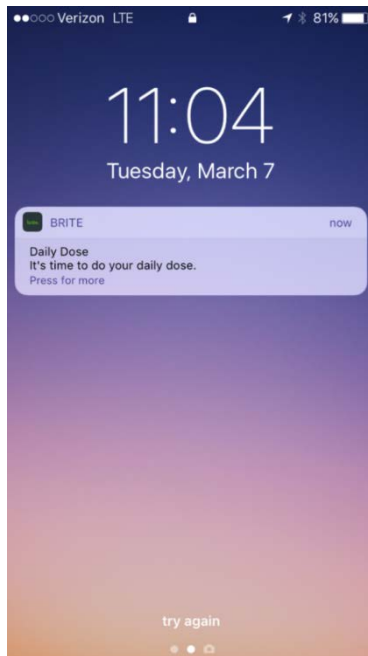 Verizon LTE 81%
11:04
Tuesday, March 7
BRITE now
Daily Dose
It's time to do your daily dose.
Press for more
try again